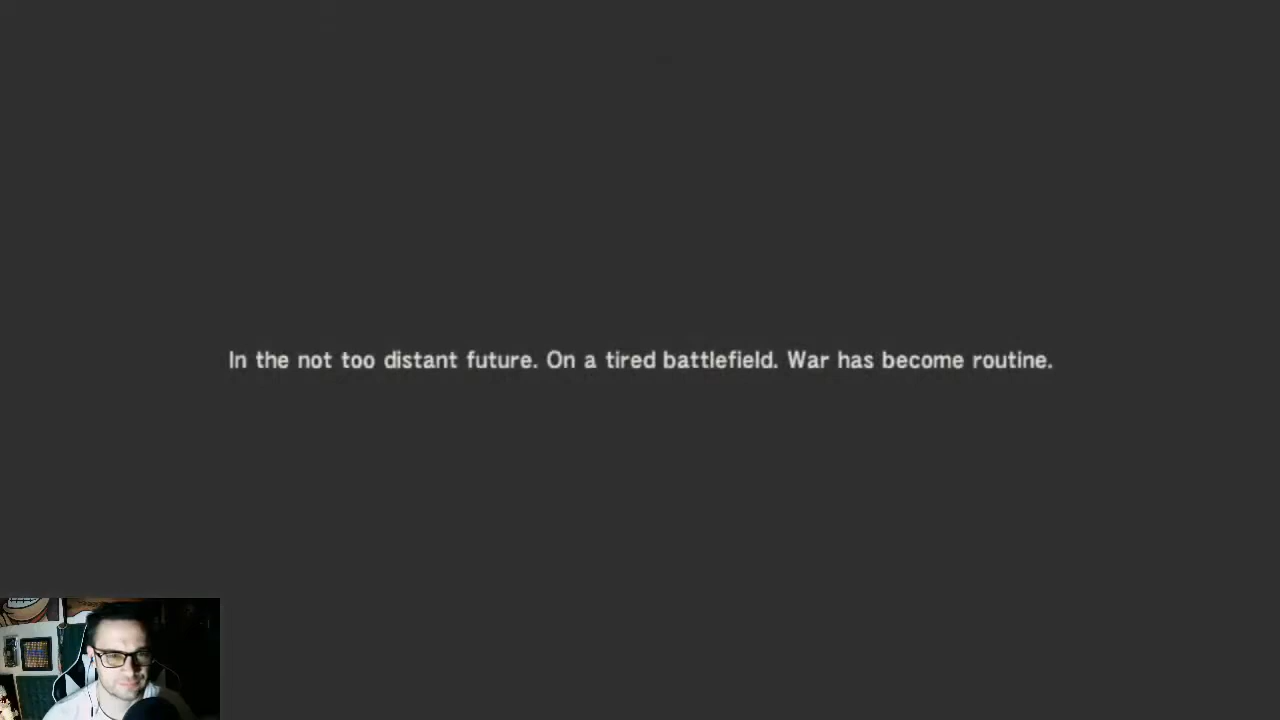 In the not too distant future. On a tired battlefield. War has become routine.